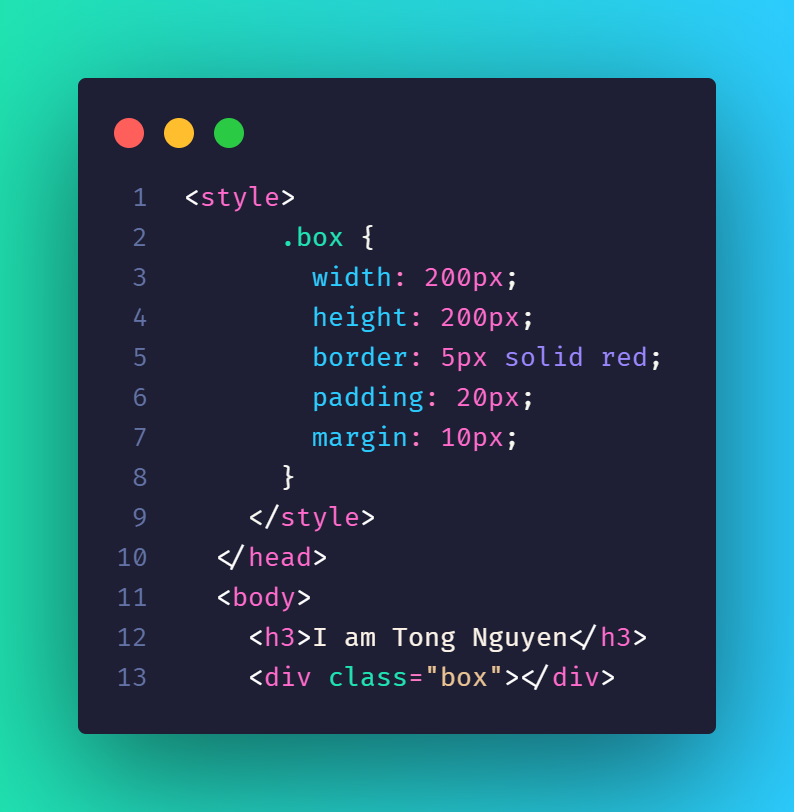 1 <style>
2 .box {
3 width: 200px;
4 height: 200px;
5 border: 5px solid red;
6 padding: 20px;
7 margin: 10px;
8 }
9 </style>
10 </head>
11 <body>
12 <h3>I am Tong Nguyen</h3>
13 <div class="box"></div>